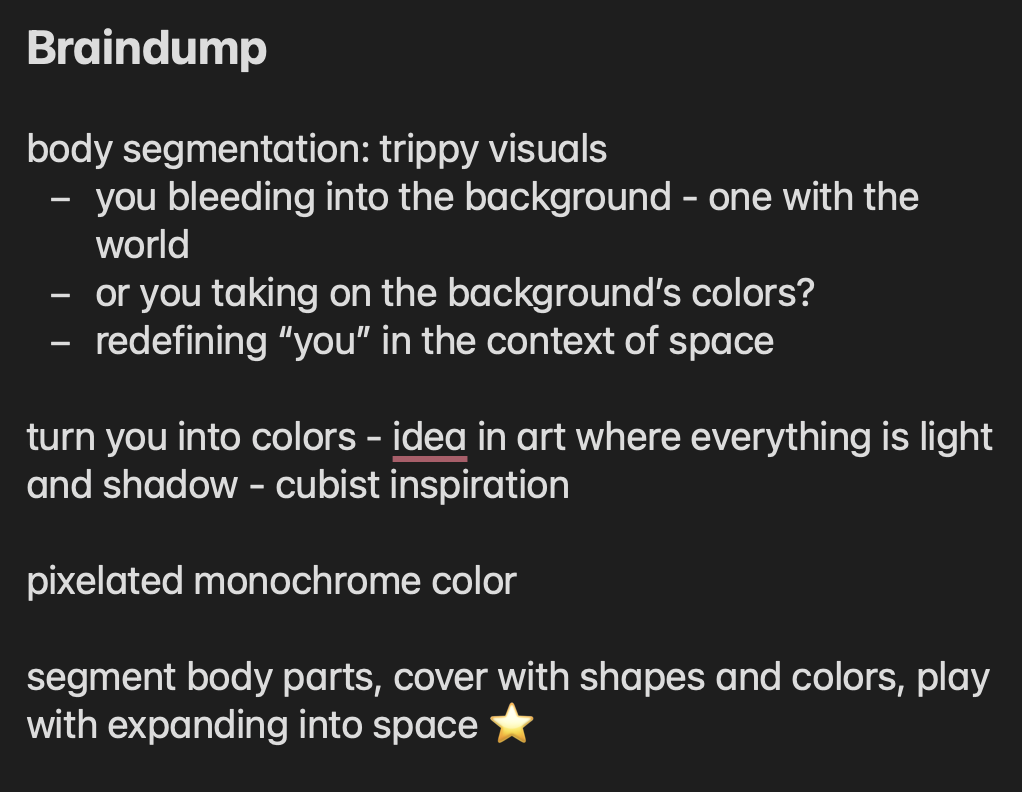 Braindump
body segmentation: trippy visuals
– you bleeding into the background - one with the
world
– or you taking on the background’s colors?
– redefining “you” in the context of space
turn you into colors - idea in art where everything is light
and shadow - cubist inspiration
pixelated monochrome color
segment body parts, cover with shapes and colors, play
with expanding into space ⭐